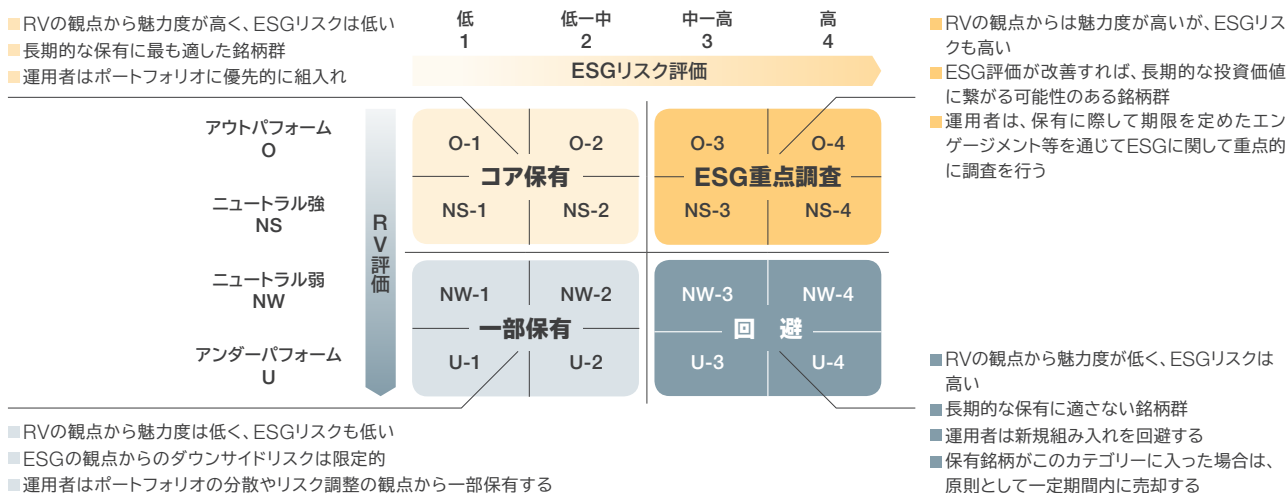 ■RVの観点から魅力度が高く、ESGリスクは低い
■長期的な保有に最も適した銘柄群
■運用者はポートフォリオに優先的に組入れ
低
1
低ー中
2
中ー高
3
高
4
ESGリスク評価
■RVの観点からは魅力度が高いが、ESGリス
クも高い
■ESG評価が改善すれば、長期的な投資価値
に繋がる可能性のある銘柄群
■運用者は、保有に際して期限を定めたエン
ゲージメント等を通じてESGに関して重点的
に調査を行う
アウトパフォーム
O
ニュートラル強
NS
ニュートラル弱
NW
アンダーパフォーム
U
RV評価
O-1
O-2
コア保有
NS-1
NS-2
O-3
O-4
ESG重点調査
NS-3
NS-4
NW-1
NW-2
一部保有
U-1
U-2
NW-3
NW-4
回 避
U-3
U-4
■RVの観点から魅力度は低く、ESGリスクも低い
■ESGの観点からのダウンサイドリスクは限定的
■運用者はポートフォリオの分散やリスク調整の観点から一部保有する
■RVの観点から魅力度が低く、ESGリスクは
高い
■長期的な保有に適さない銘柄群
■運用者は新規組み入れを回避する
■保有銘柄がこのカテゴリーに入った場合は、
原則として一定期間内に売却する